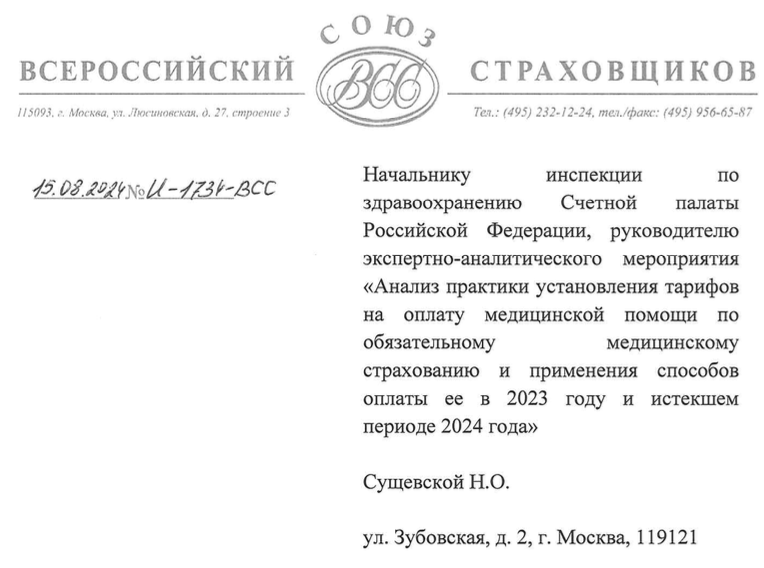 СОЮЗ
ВСЕРОССИЙСКИЙ ВСС СТРАХОВЩИКОВ
115093, г. Москва, ул. Люсиновская, д. 27, строение 3
Тел.: (495) 232-12-24, тел./факс: (495) 956-65-87
15.08.2024 № И-1734-ВСС
Начальнику инспекции по
здравоохранению Счетной палаты
Российской Федерации, руководителю
экспертно-аналитического мероприятия
«Анализ практики установления тарифов
на оплату медицинской помощи по
обязательному медицинскому
страхованию и применения способов
оплаты ее в 2023 году и истекшем
периоде 2024 года»
Сущевской Н.О.
ул. Зубовская, д. 2, г. Москва, 119121